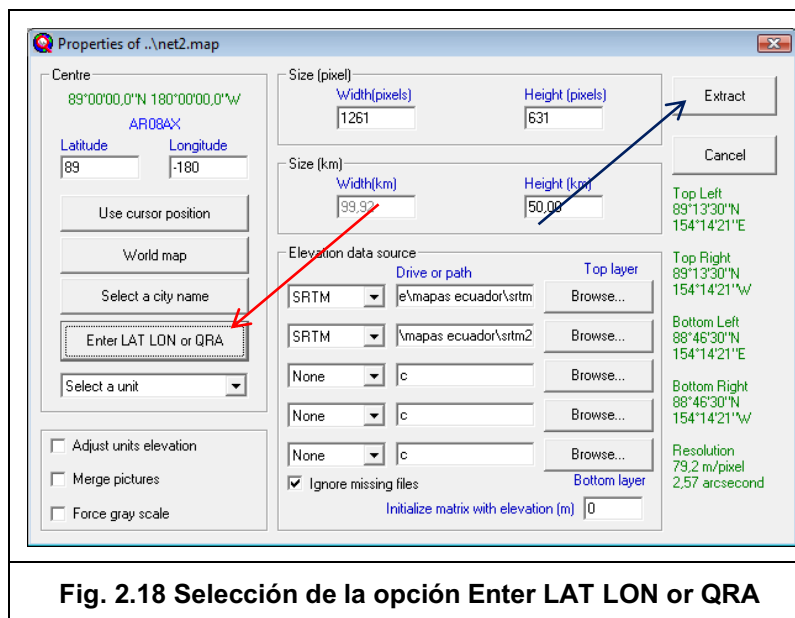 Properties of ..\net2.map
Centre
89°00'00,0''N 180°00'00,0''W
AR08AX
Latitude Longitude
89 -180
Use cursor position
World map
Select a city name
Enter LAT LON or QRA
Select a unit
Adjust units elevation
Merge pictures
Force gray scale
Size (pixel)
Width(pixels) Height (pixels)
1261 631
Size (km)
Width(km) Height (km)
99,92 50,00
Elevation data source
Drive or path Top layer
SRTM e\mapas ecuador\srtm Browse...
SRTM \mapas ecuador\srtm2 Browse...
None c Browse...
None c Browse...
None c Browse...
Ignore missing files Bottom layer
Initialize matrix with elevation (m) 0
Extract
Cancel
Top Left
89°13'30''N
154°14'21''E
Top Right
89°13'30''N
154°14'21''W
Bottom Left
88°46'30''N
154°14'21''E
Bottom Right
88°46'30''N
154°14'21''W
Resolution
79,2 m/pixel
2,57 arcsecond
Fig. 2.18 Selección de la opción Enter LAT LON or QRA